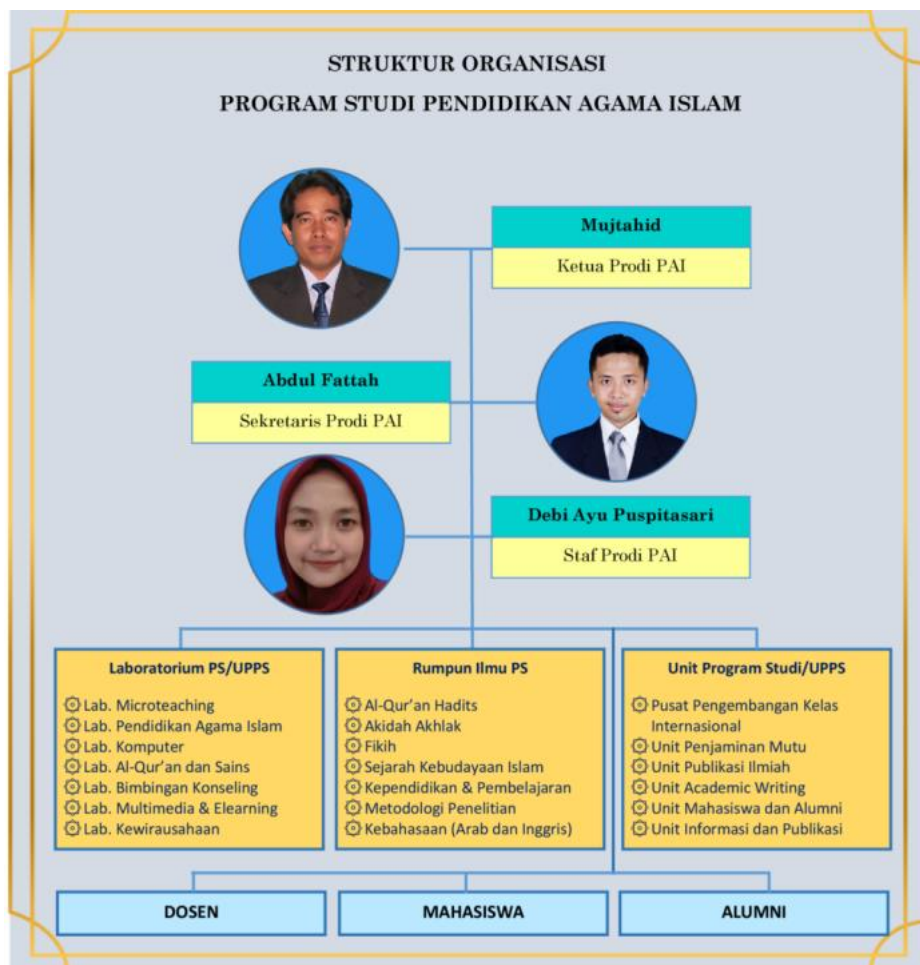 STRUKTUR ORGANISASI
PROGRAM STUDI PENDIDIKAN AGAMA ISLAM
Mujtahid
Ketua Prodi PAI
Abdul Fattah
Sekretaris Prodi PAI
Debi Ayu Puspitasari
Staf Prodi PAI
Laboratorium PS/UPPS
Lab. Microteaching
Lab. Pendidikan Agama Islam
Lab. Komputer
Lab. Al-Qur’an dan Sains
Lab. Bimbingan Konseling
Lab. Multimedia & Elearning
Lab. Kewirausahaan
Rumpun Ilmu PS
Al-Qur’an Hadits
Akidah Akhlak
Fikih
Sejarah Kebudayaan Islam
Kependidikan & Pembelajaran
Metodologi Penelitian
Kebahasaan (Arab dan Inggris)
Unit Program Studi/UPPS
Pusat Pengembangan Kelas
Internasional
Unit Penjaminan Mutu
Unit Publikasi Ilmiah
Unit Academic Writing
Unit Mahasiswa dan Alumni
Unit Informasi dan Publikasi
DOSEN
MAHASISWA
ALUMNI